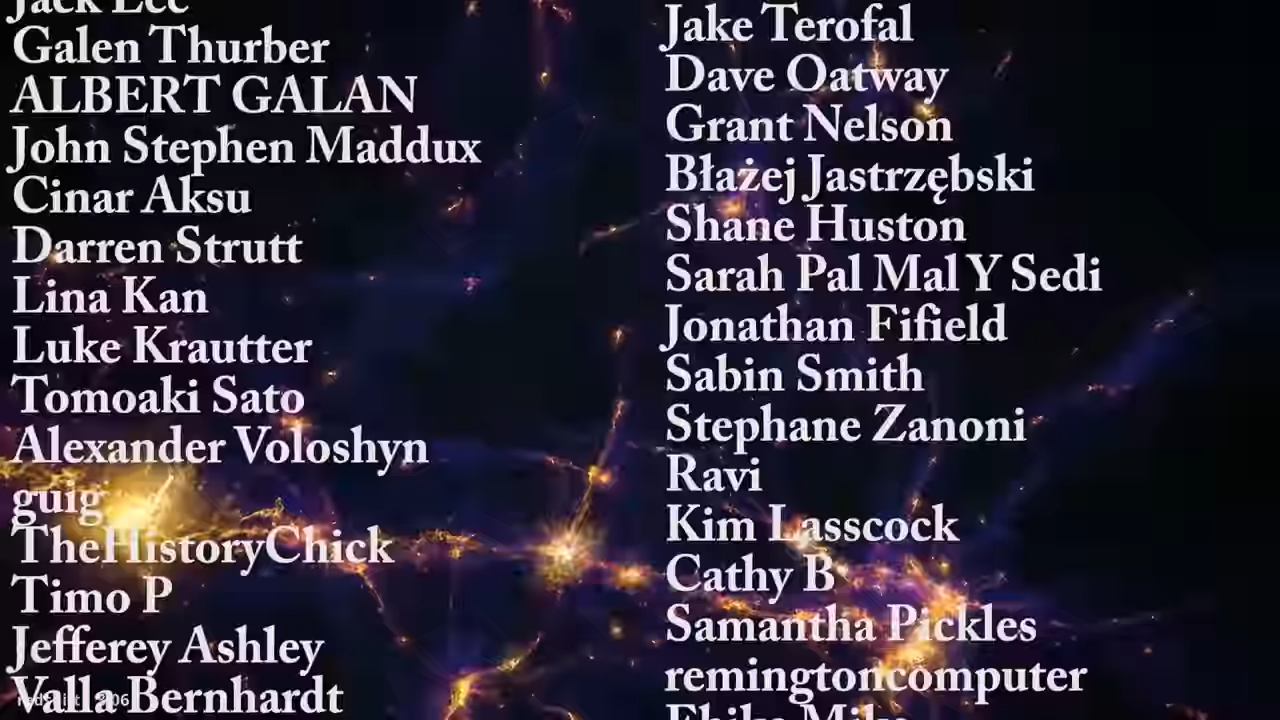 Jack Lee
Galen Thurber
ALBERT GALAN
John Stephen Maddux
Cinar Aksu
Darren Strutt
Lina Kan
Luke Krautter
Tomoaki Sato
Alexander Voloshyn
guig
TheHistoryChick
Timo P
Jefferey Ashley
Valla Bernhardt
Jake Terofal
Dave Oatway
Grant Nelson
Błażej Jastrzębski
Shane Huston
Sarah Pal Mal Y Sedi
Jonathan Fifield
Sabin Smith
Stephane Zanoni
Ravi
Kim Lasscock
Cathy B
Samantha Pickles
remingtoncomputer